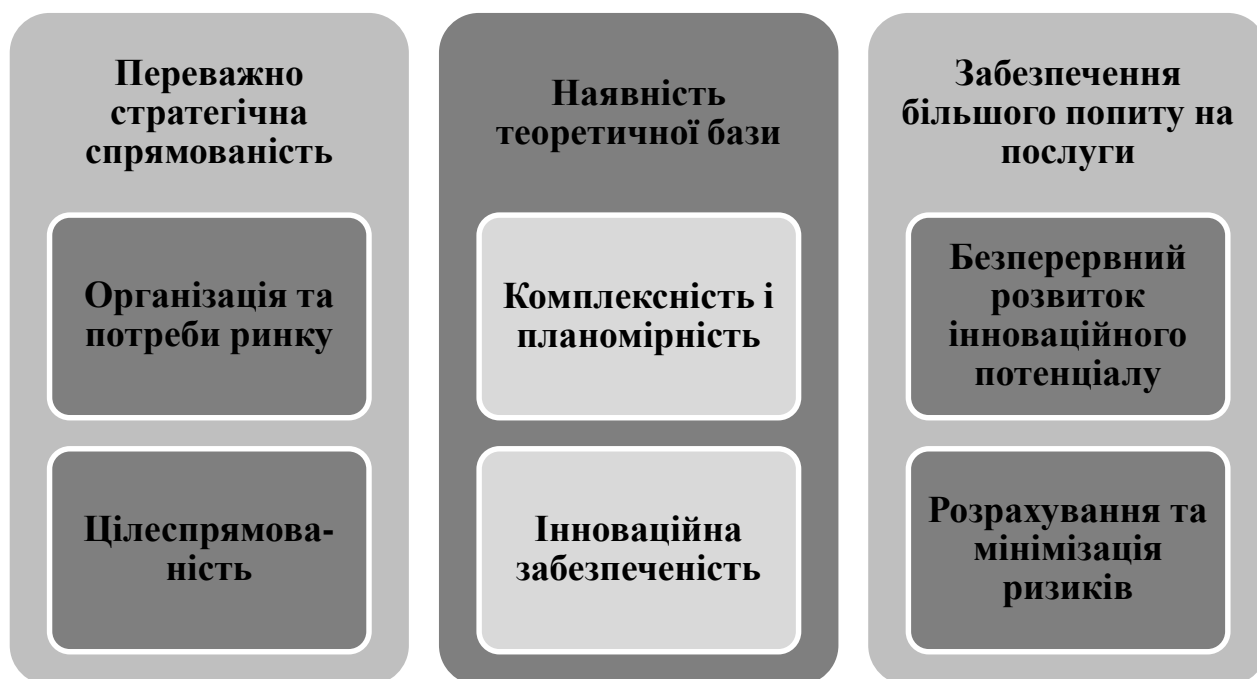 Переважно
стратегічна
спрямованість
Організація та
потреби ринку
Цілеспрямова-
ність
Наявність
теоретичної бази
Комплексність і
планомірність
Інноваційна
забезпеченість
Забезпечення
більшого попиту на
послуги
Безперервний
розвиток
інноваційного
потенціалу
Розрахування та
мінімізація
ризиків